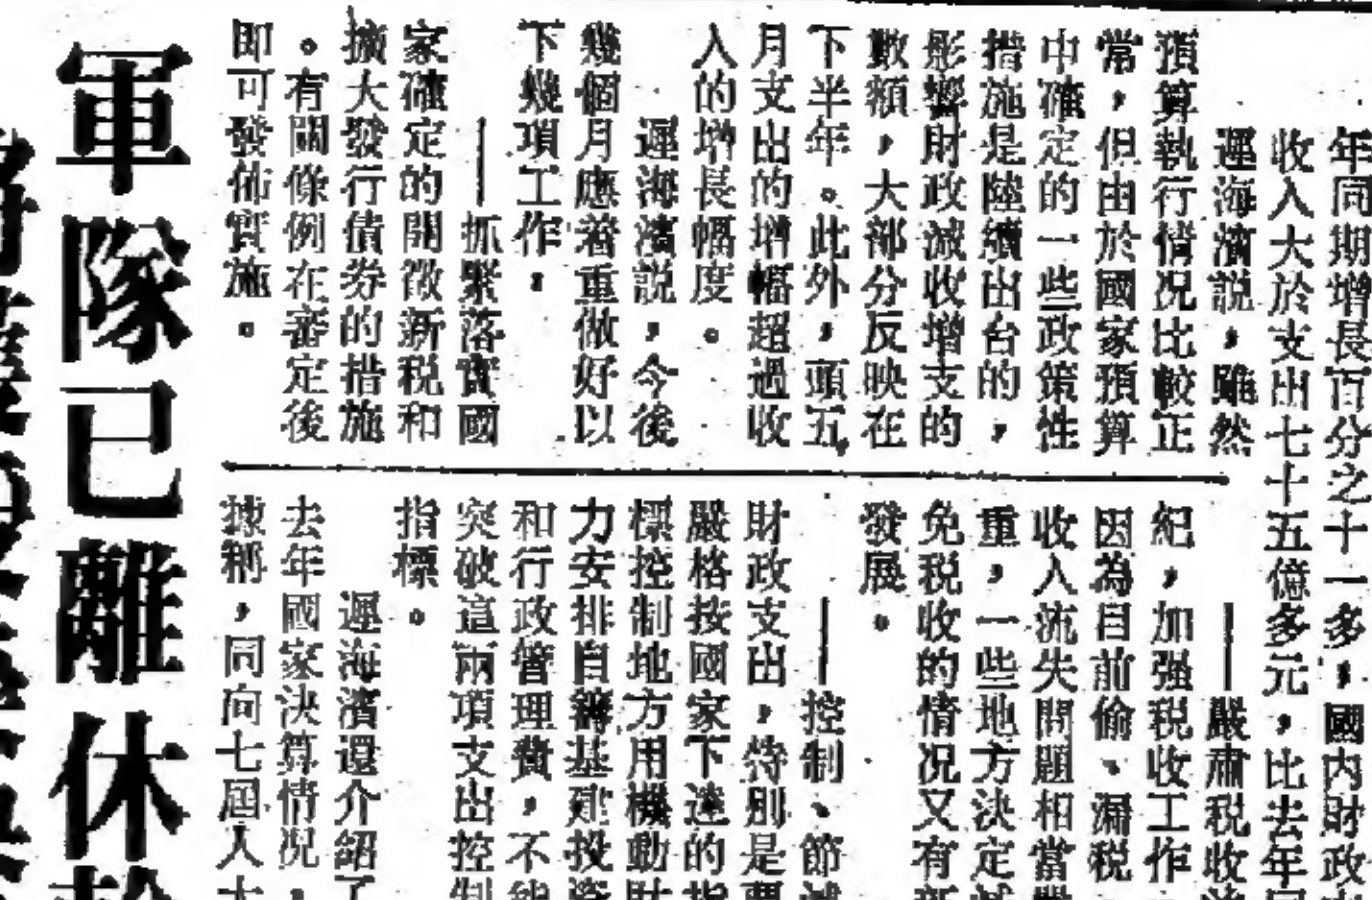 年同期增長百分之十一多，國內財政
收入大於支出七十五億多元，比去年同
遲海濱説，雖然
預算執行情况比較正
常，但由於國家預算
中確定的一些政策性
措施是陸續出台的，
影響財政減收增支的
數額，大部分反映在
下半年。此外，頭五
月支出的增幅超過收
入的增長幅度。
遲海濱説，今後
幾個月應着重做好以
下幾項工作：
——抓緊落實國
家確定的開徵新税和
擴大發行債券的措施
。有關條例在審定後
即可發佈實施。
——嚴肅税收法
紀，加强税收工作
因為目前偷、漏税
收入流失問題相當嚴
重，一些地方決定減
免税收的情况又有新
發展。
——控制、節減
財政支出，特別是要
嚴格按國家下達的指
標控制地方用機動財
力安排自籌基建投資
和行政管理費，不能
突破這兩項支出控制
指標。
遲海濱還介紹了
去年國家決算情況，
據稱，同向七屆人大
軍隊已離休幹